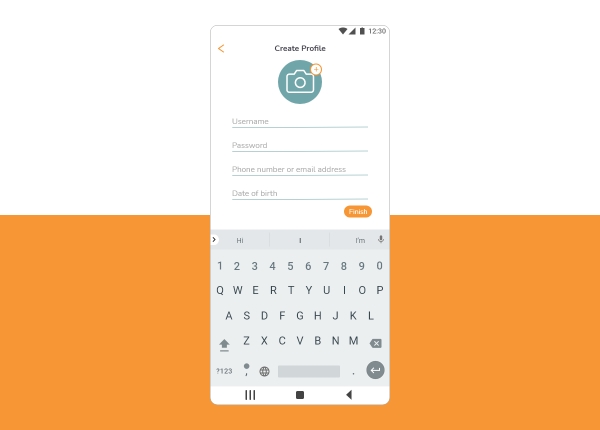 12:30
Create Profile
Username
Password
Phone number or email address
Date of birth
Finish
Hi I I'm
1 2 3 4 5 6 7 8 9 0
Q W E R T Y U I O P
A S D F G H J K L
Z X C V B N M
?123 , .